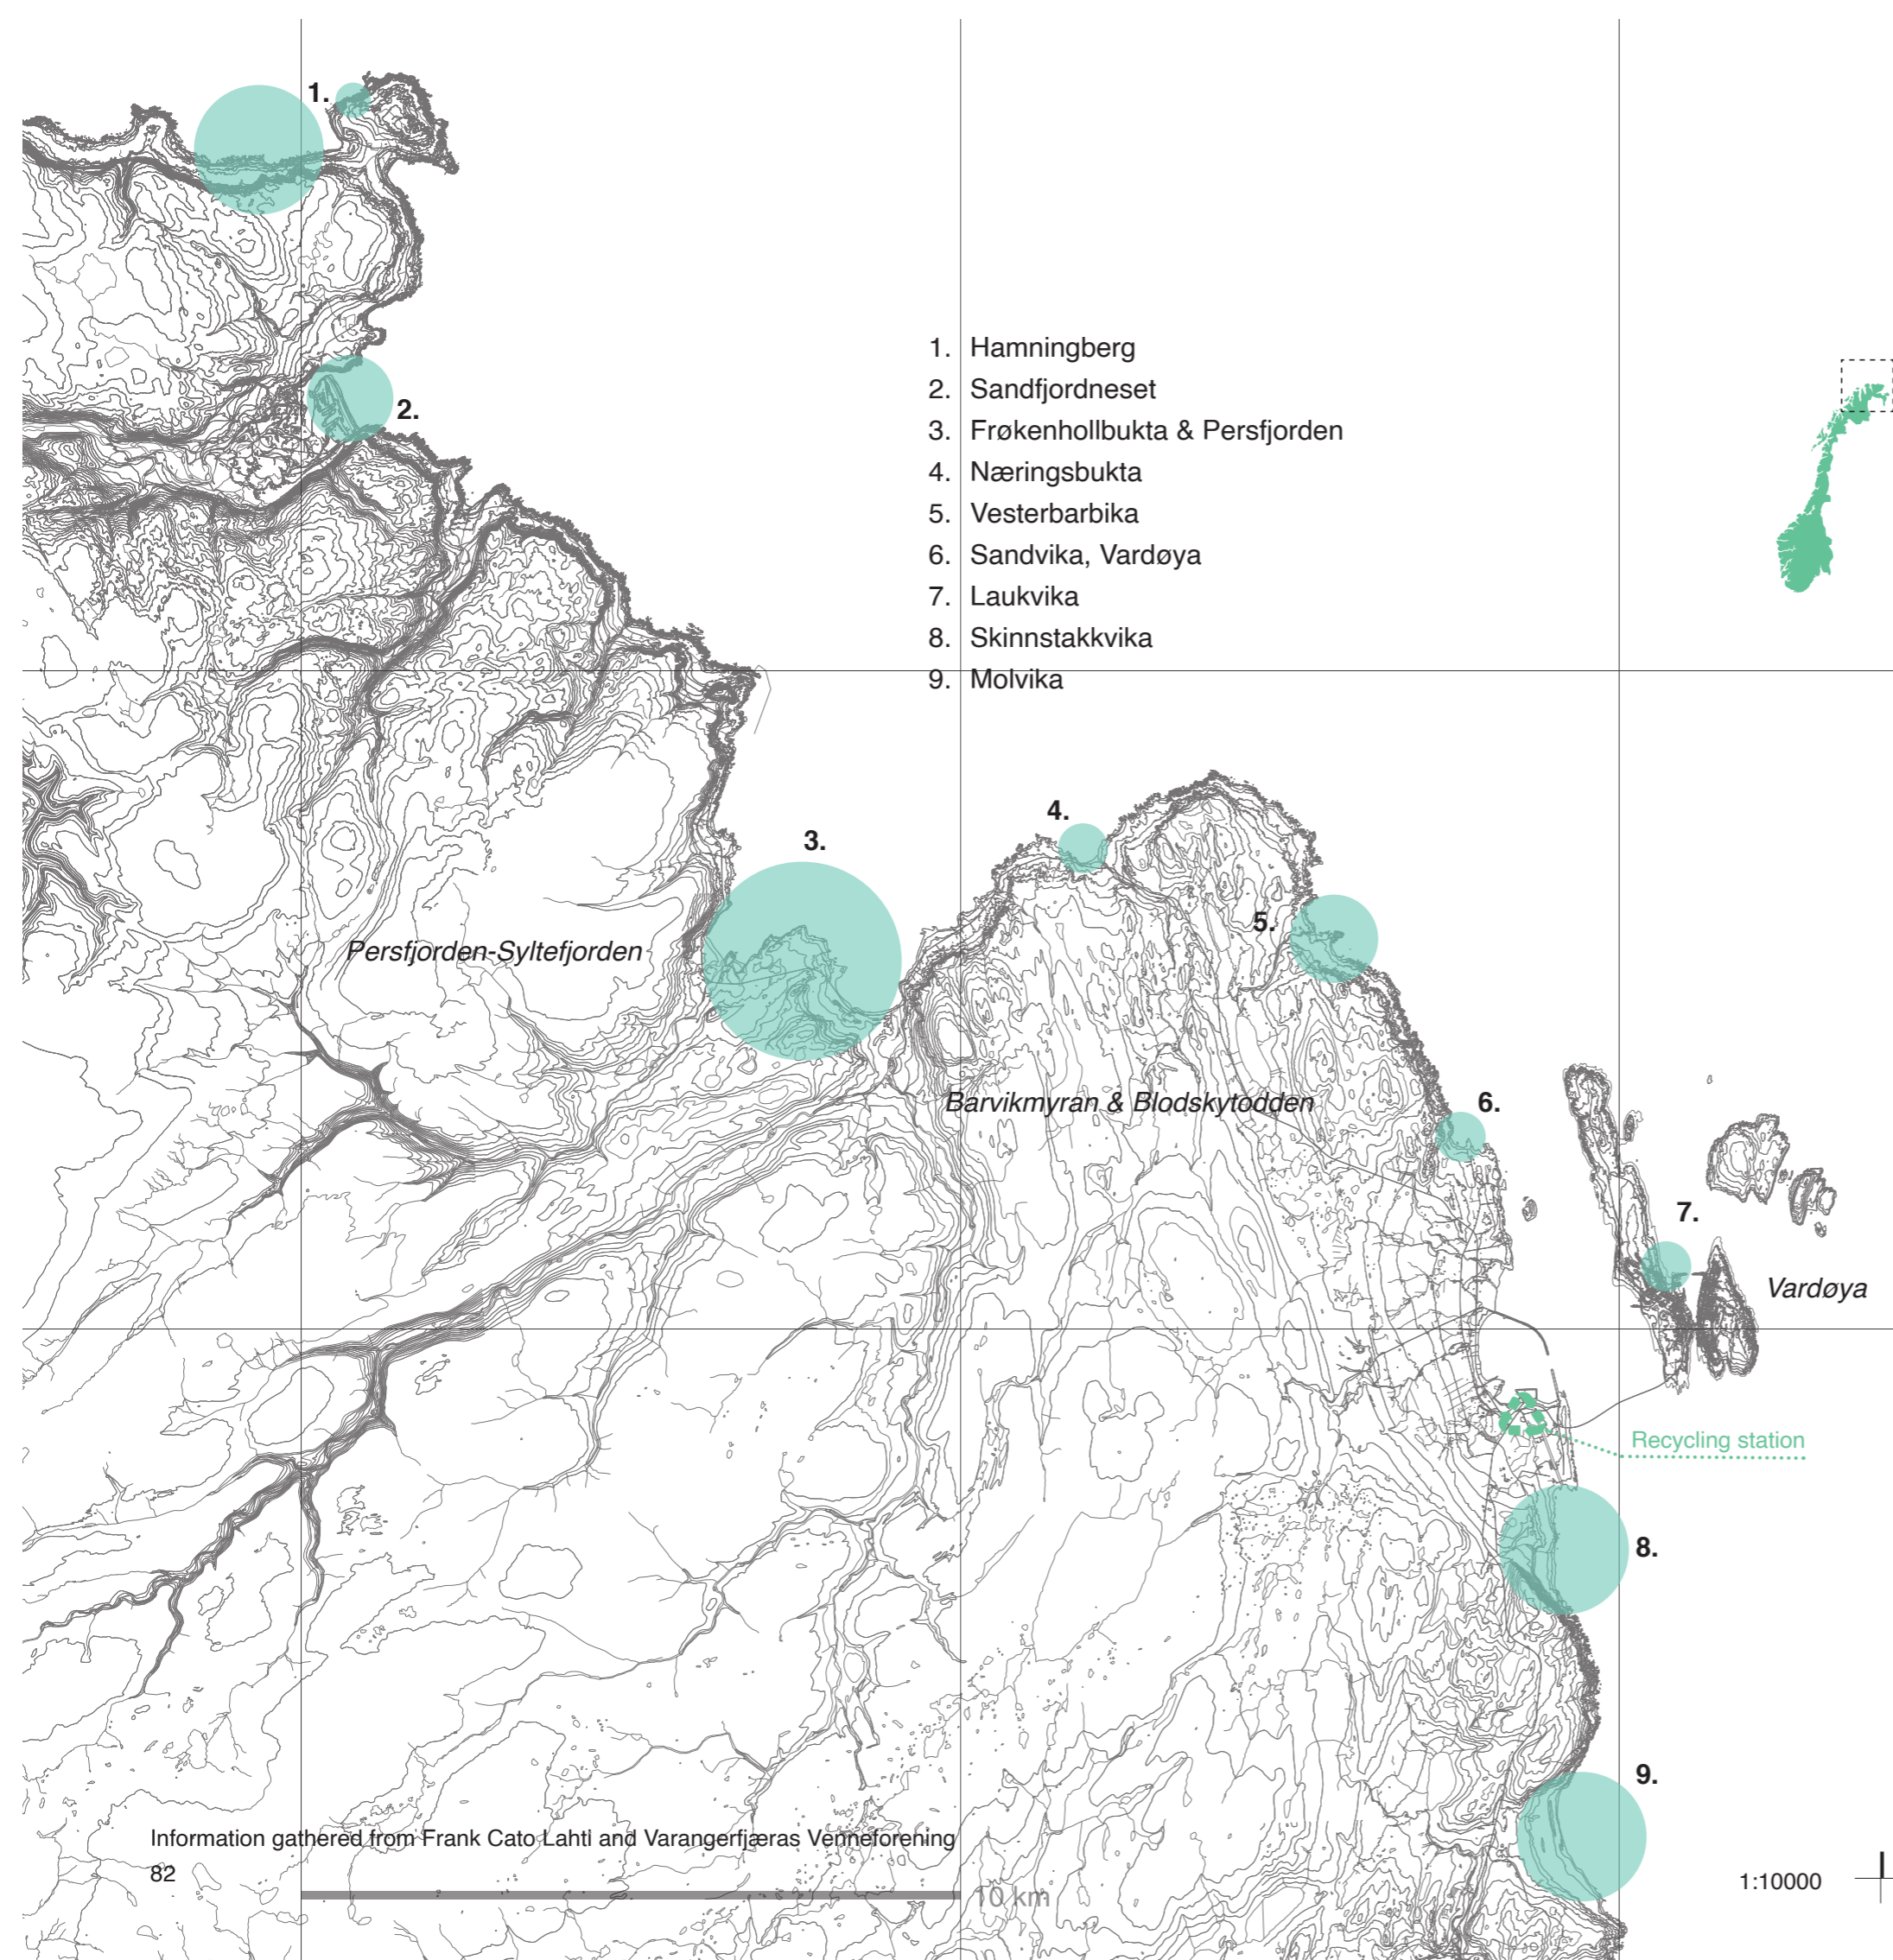 1.
1. Hamningberg
2. Sandfjordneset
3. Frøkenhollbukta & Persfjorden
4. Næringsbukta
5. Vesterbarbika
6. Sandvika, Vardøya
7. Laukvika
8. Skinnstakkvika
9. Molvika
2.
4.
3.
5.
Persfjorden-Syltefjorden
Barvikmyran & Blodskytodden
6.
7.
Vardøya
Recycling station
8.
9.
Information gathered from Frank Cato Lahti and Varangerfjæras Venneforening
82
10 km
1:10000